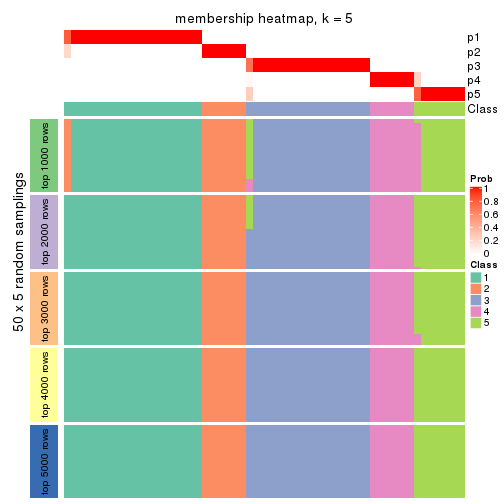 membership heatmap, k = 5
p1
p2
p3
p4
p5
Class
50 x 5 random samplings
top 1000 rows
top 2000 rows
top 3000 rows
top 4000 rows
top 5000 rows
Prob
1
0.8
0.6
0.4
0.2
0
Class
1
2
3
4
5